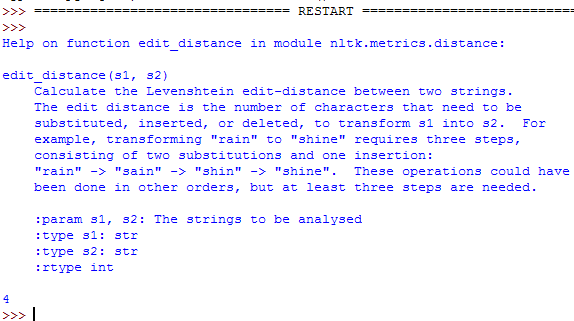 >>> ================================ RESTART ================================
>>>
Help on function edit_distance in module nltk.metrics.distance:
edit_distance(s1, s2)
Calculate the Levenshtein edit-distance between two strings.
The edit distance is the number of characters that need to be
substituted, inserted, or deleted, to transform s1 into s2.  For
example, transforming "rain" to "shine" requires three steps,
consisting of two substitutions and one insertion:
"rain" -> "sain" -> "shin" -> "shine".  These operations could have
been done in other orders, but at least three steps are needed.
:param s1, s2: The strings to be analysed
:type s1: str
:type s2: str
:rtype int
4
>>>